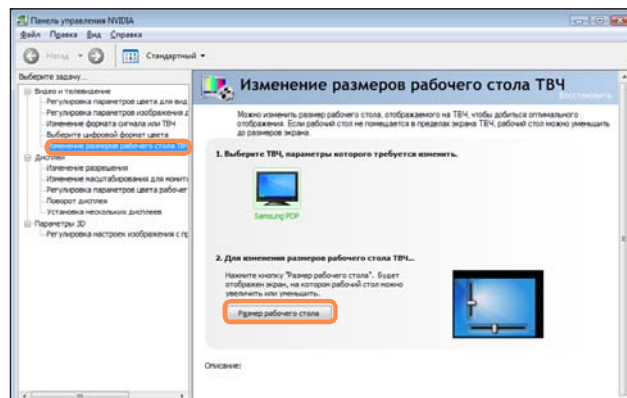 Панель управления NVIDIA
Файл Правка Вид Справка
Назад Стандартный
Выберите задачу...
Видео и телевидение
Регулировка параметров цвета для вид
Регулировка параметров изображения д
Изменение формата сигнала или ТВЧ
Выберите цифровой формат цвета
Изменение размеров рабочего стола ТВЧ
Дисплей
Изменение разрешения
Изменение масштабирования для монит
Регулировка параметров цвета рабочег
Поворот дисплея
Установка нескольких дисплеев
Параметры 3D
Регулировка настроек изображения с пр
Изменение размеров рабочего стола ТВЧ
Восстановить
Можно изменить размер рабочего стола, отображаемого на ТВЧ, чтобы добиться оптимального
отображения. Если рабочий стол не помещается в пределах экрана ТВЧ, рабочий стол можно уменьшить
до размеров экрана.
1. Выберите ТВЧ, параметры которого требуется изменить.
Samsung PDP
2. Для изменения размеров рабочего стола ТВЧ...
Нажмите кнопку "Размер рабочего стола". Будет
отображен экран, на котором рабочий стол можно
увеличить или уменьшить.
Размер рабочего стола
Описание: